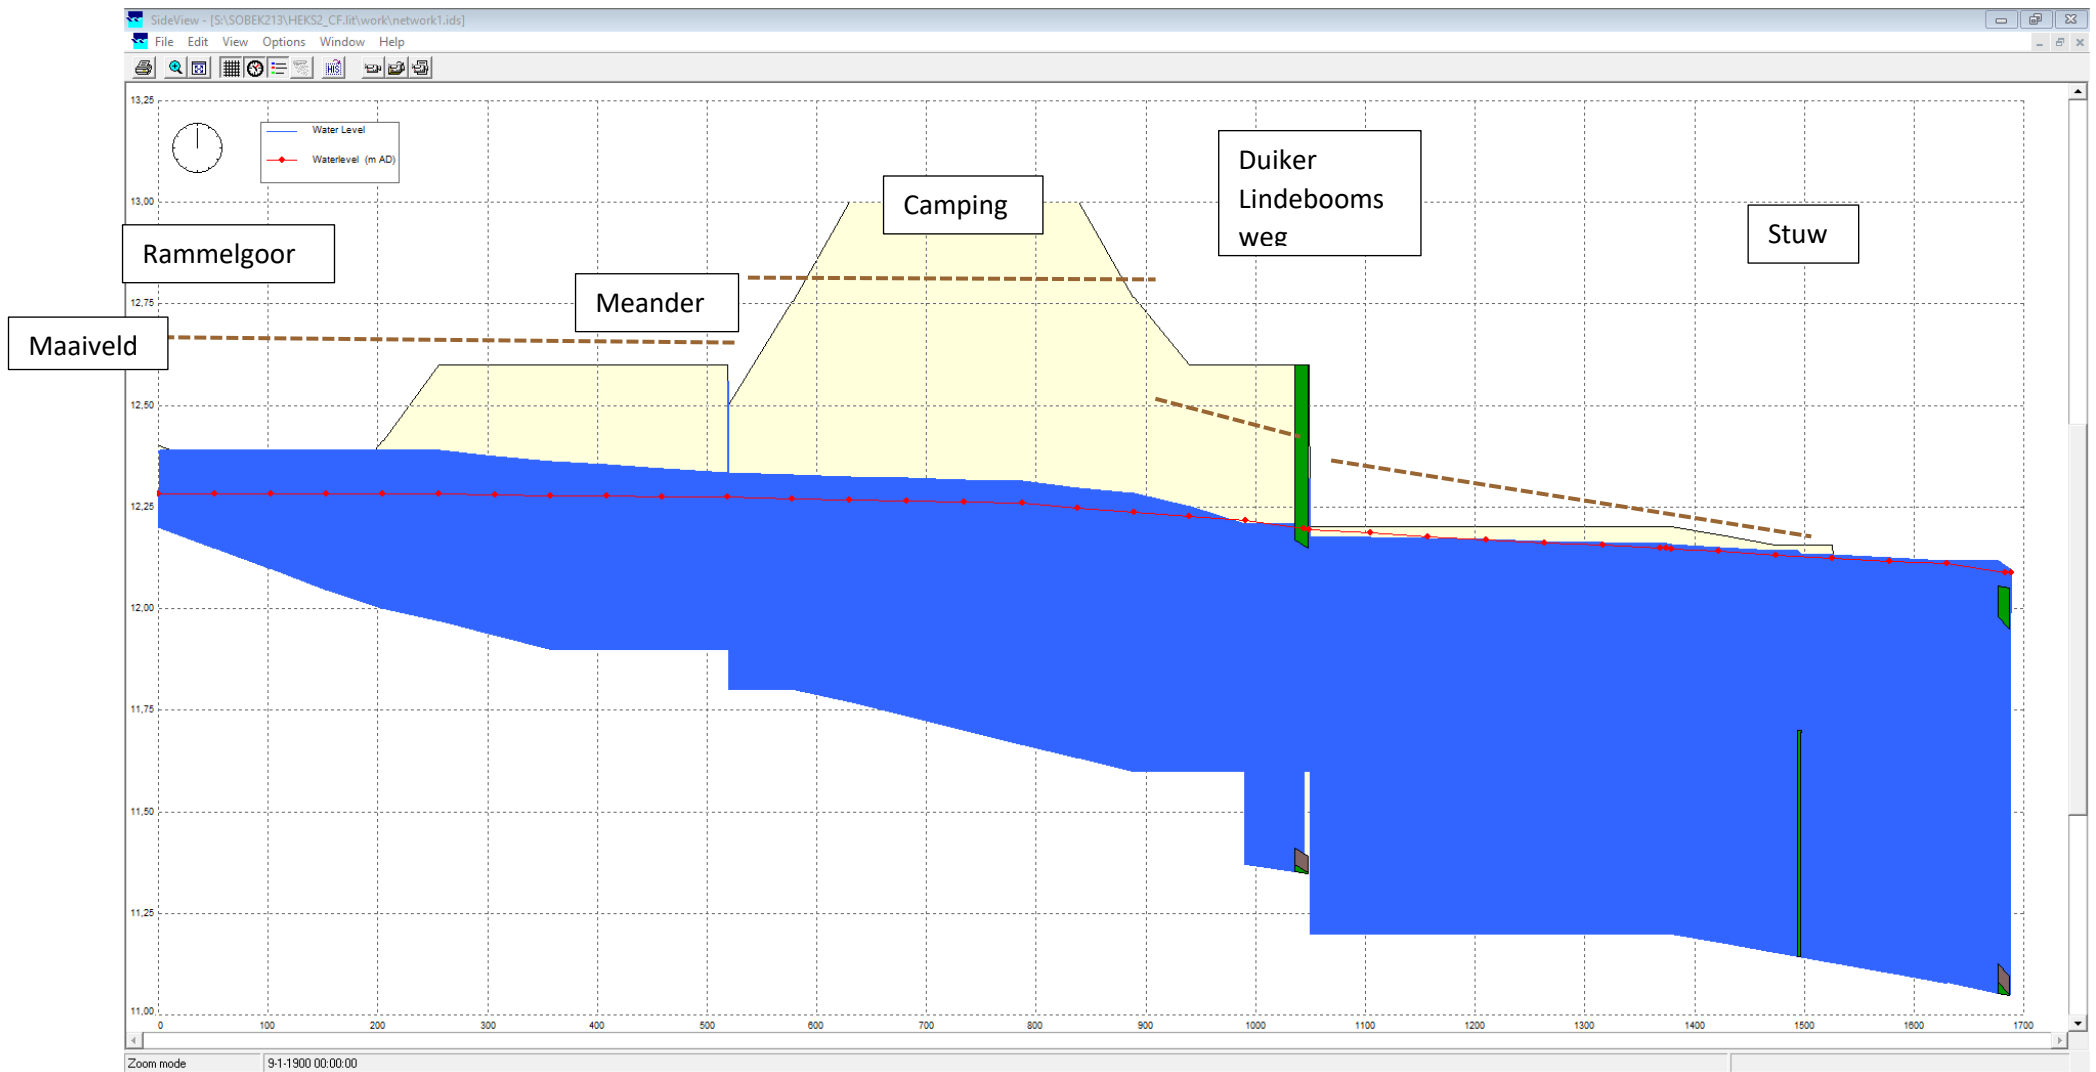 SideView - [S:\SOBEK213\HEKS2_CF.lit\work\network1.ids]
File Edit View Options Window Help
HIS
13,25
Water Level
Waterlevel (m AD)
13,00
Rammelgoor
Camping
Duiker
Lindebooms
weg
Stuw
12,75
Meander
Maaiveld
12,50
12,25
12,00
11,75
11,50
11,25
11,00
0 100 200 300 400 500 600 700 800 900 1000 1100 1200 1300 1400 1500 1600 1700
Zoom mode 9-1-1900 00:00:00